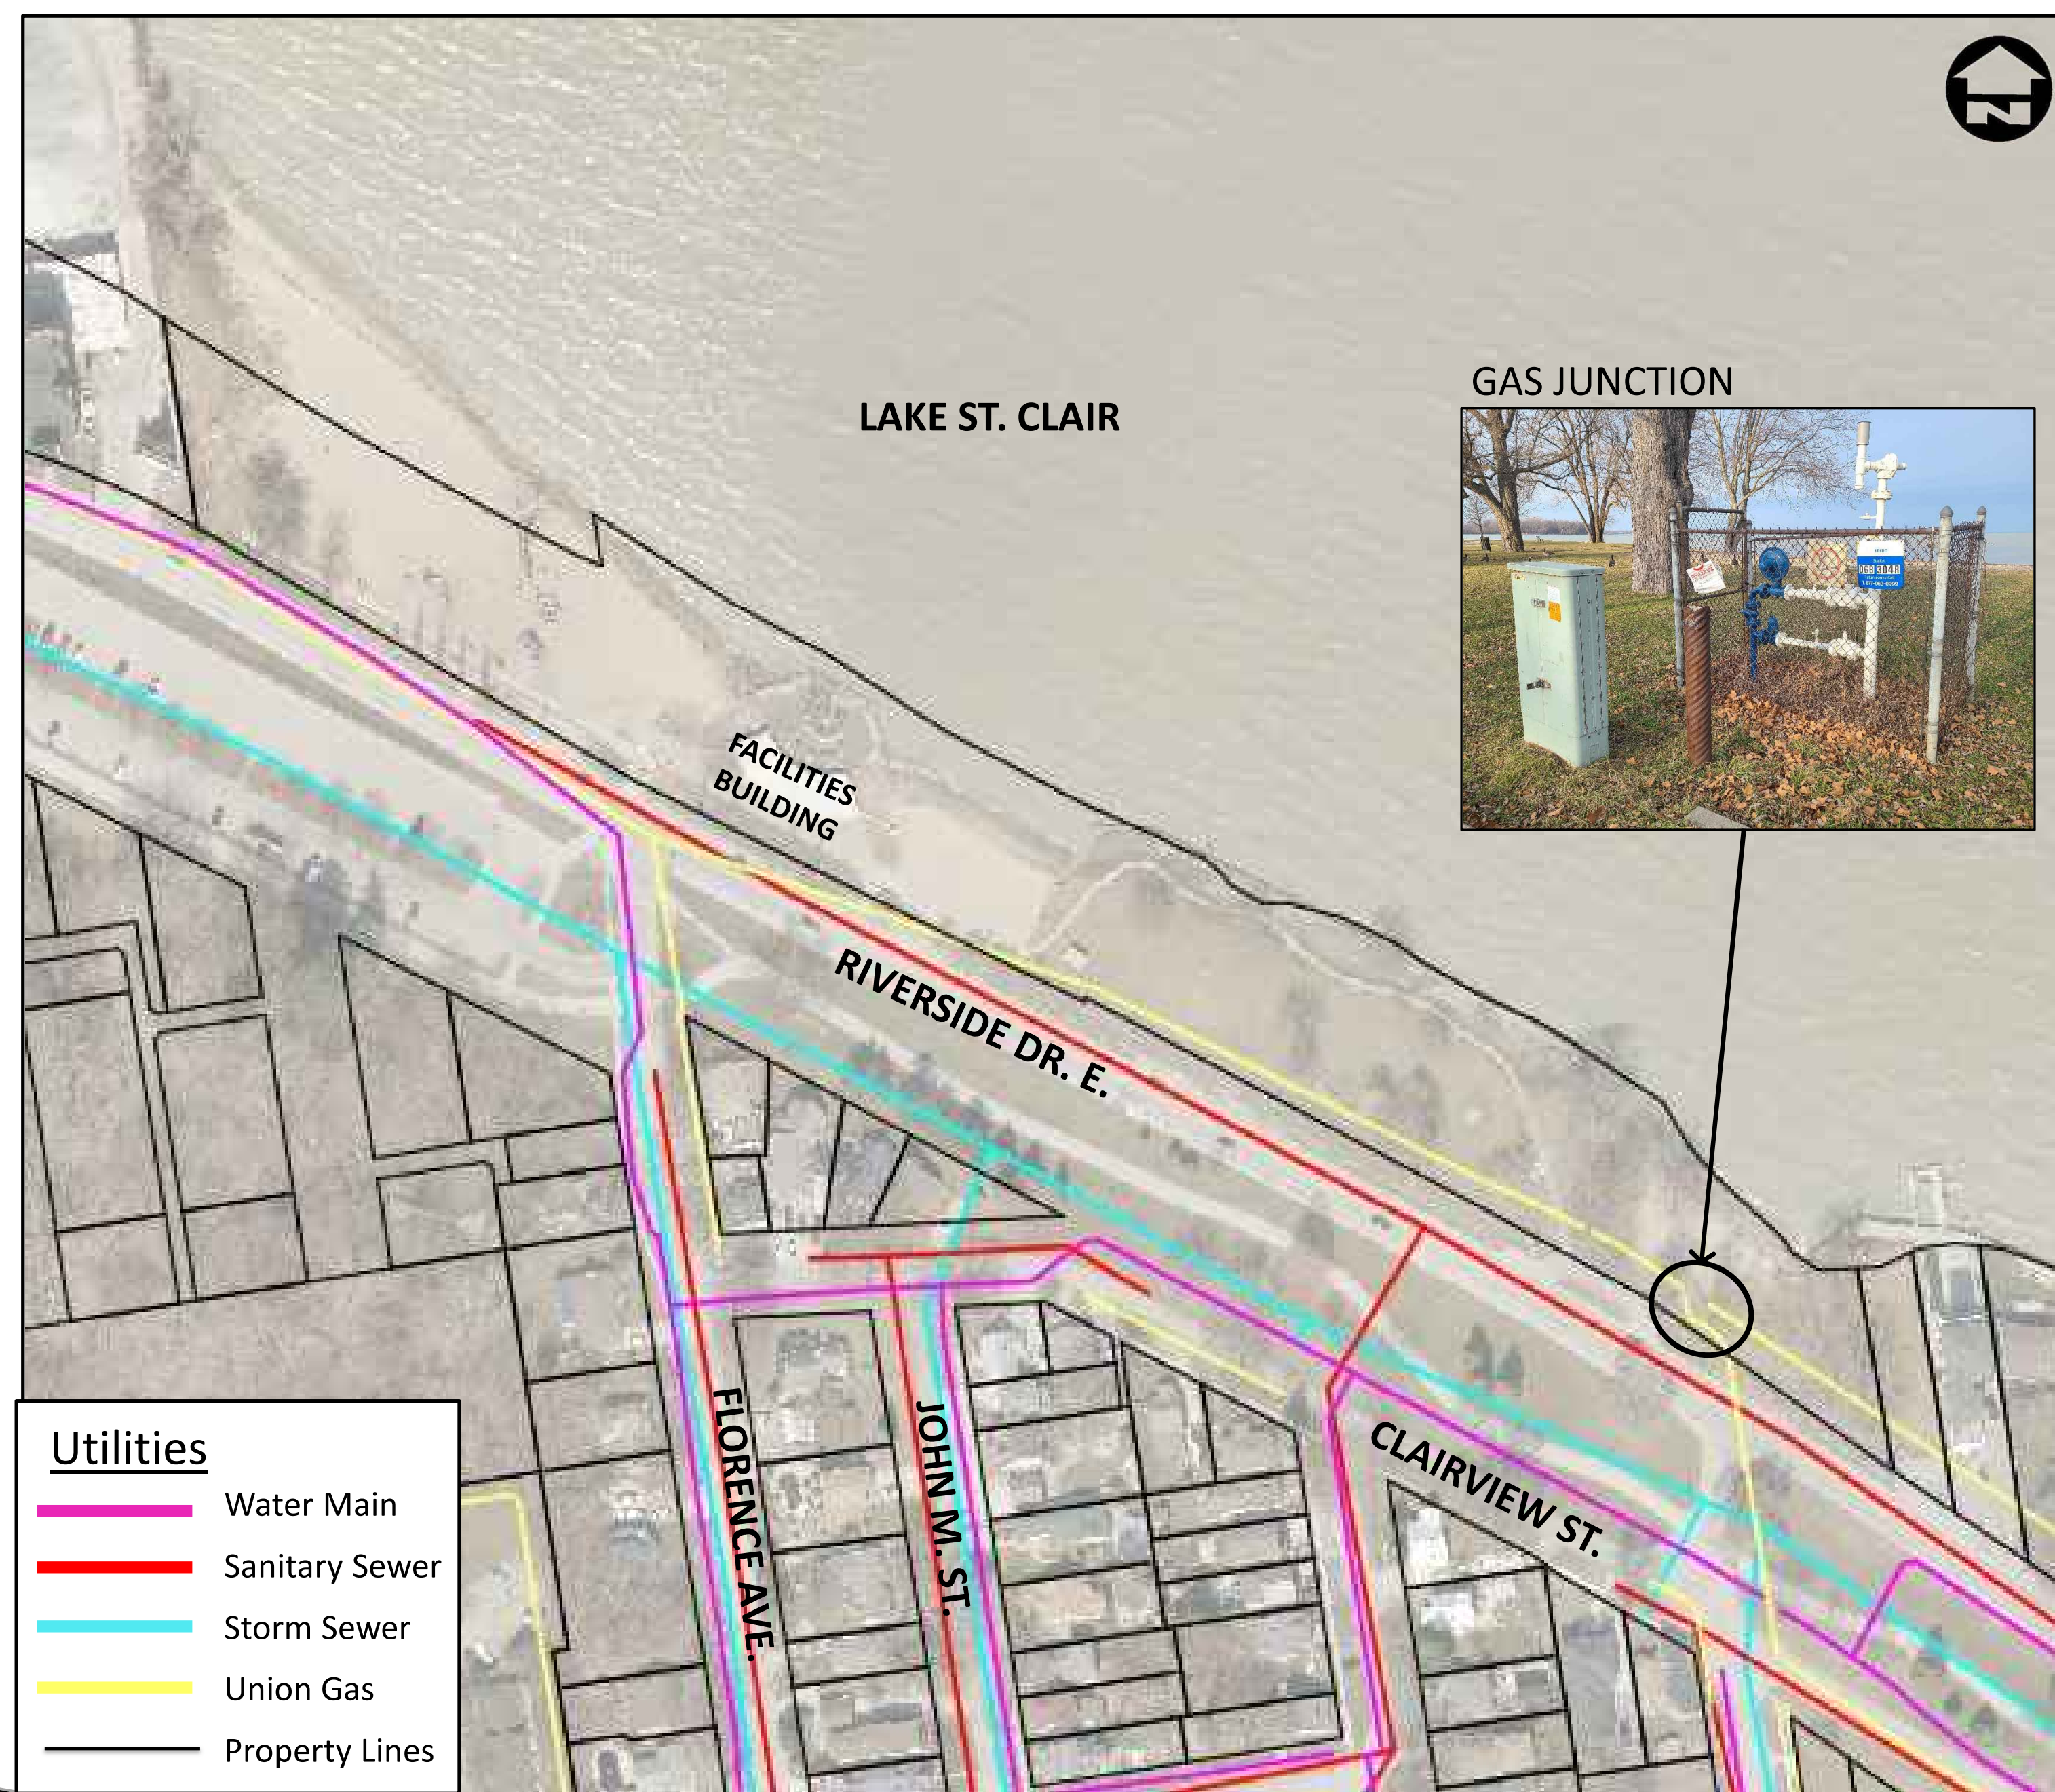 N
LAKE ST. CLAIR
GAS JUNCTION
FACILITIES
BUILDING
RIVERSIDE DR. E.
CLAIRVIEW ST.
FLORENCE AVE.
JOHN M. ST.
Utilities
Water Main
Sanitary Sewer
Storm Sewer
Union Gas
Property Lines